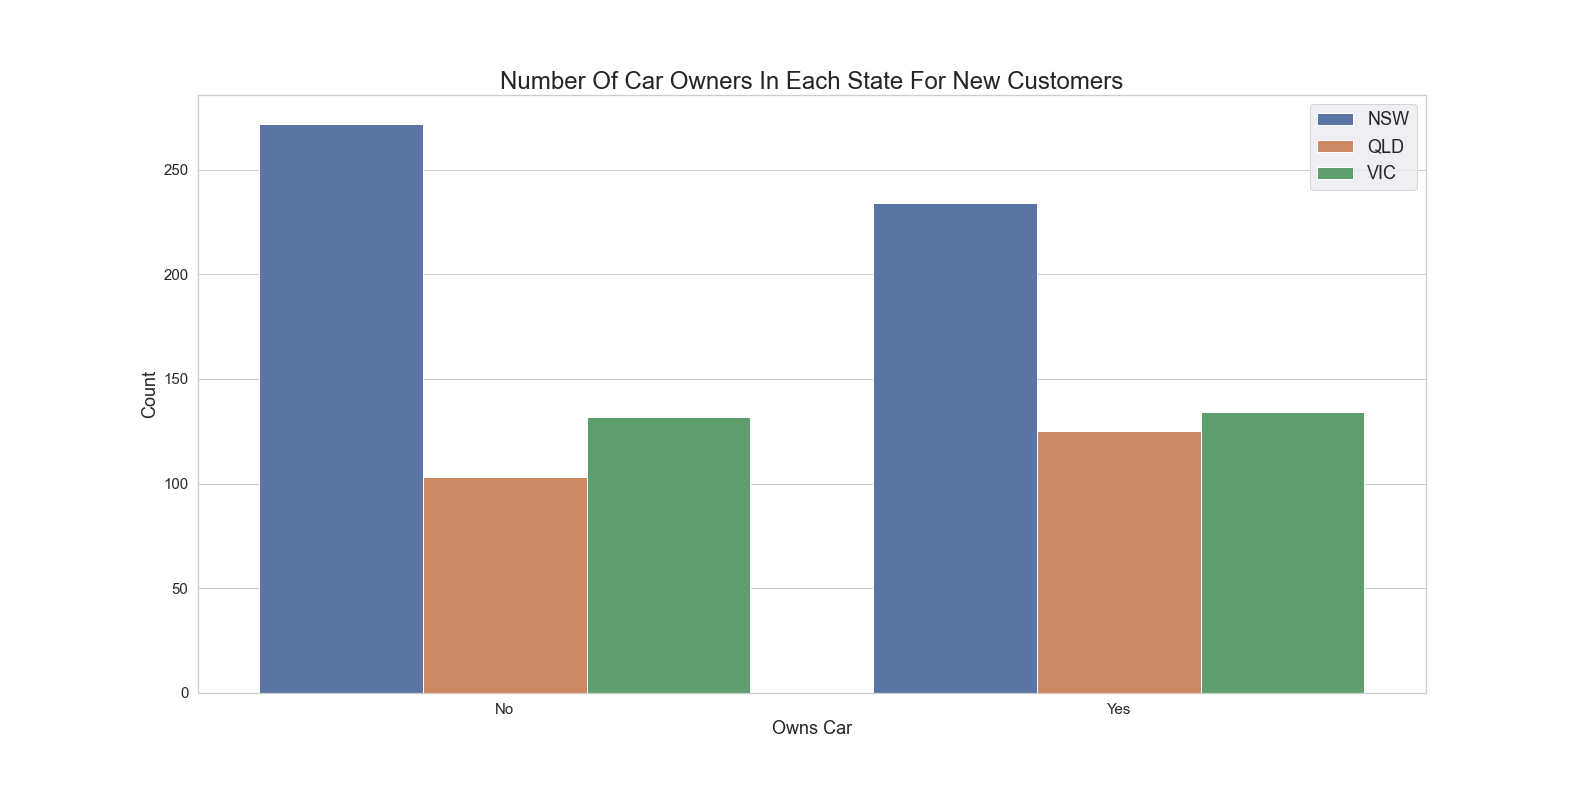 Number Of Car Owners In Each State For New Customers
NSW
QLD
VIC
250
200
150
100
50
0
Count
No
Yes
Owns Car